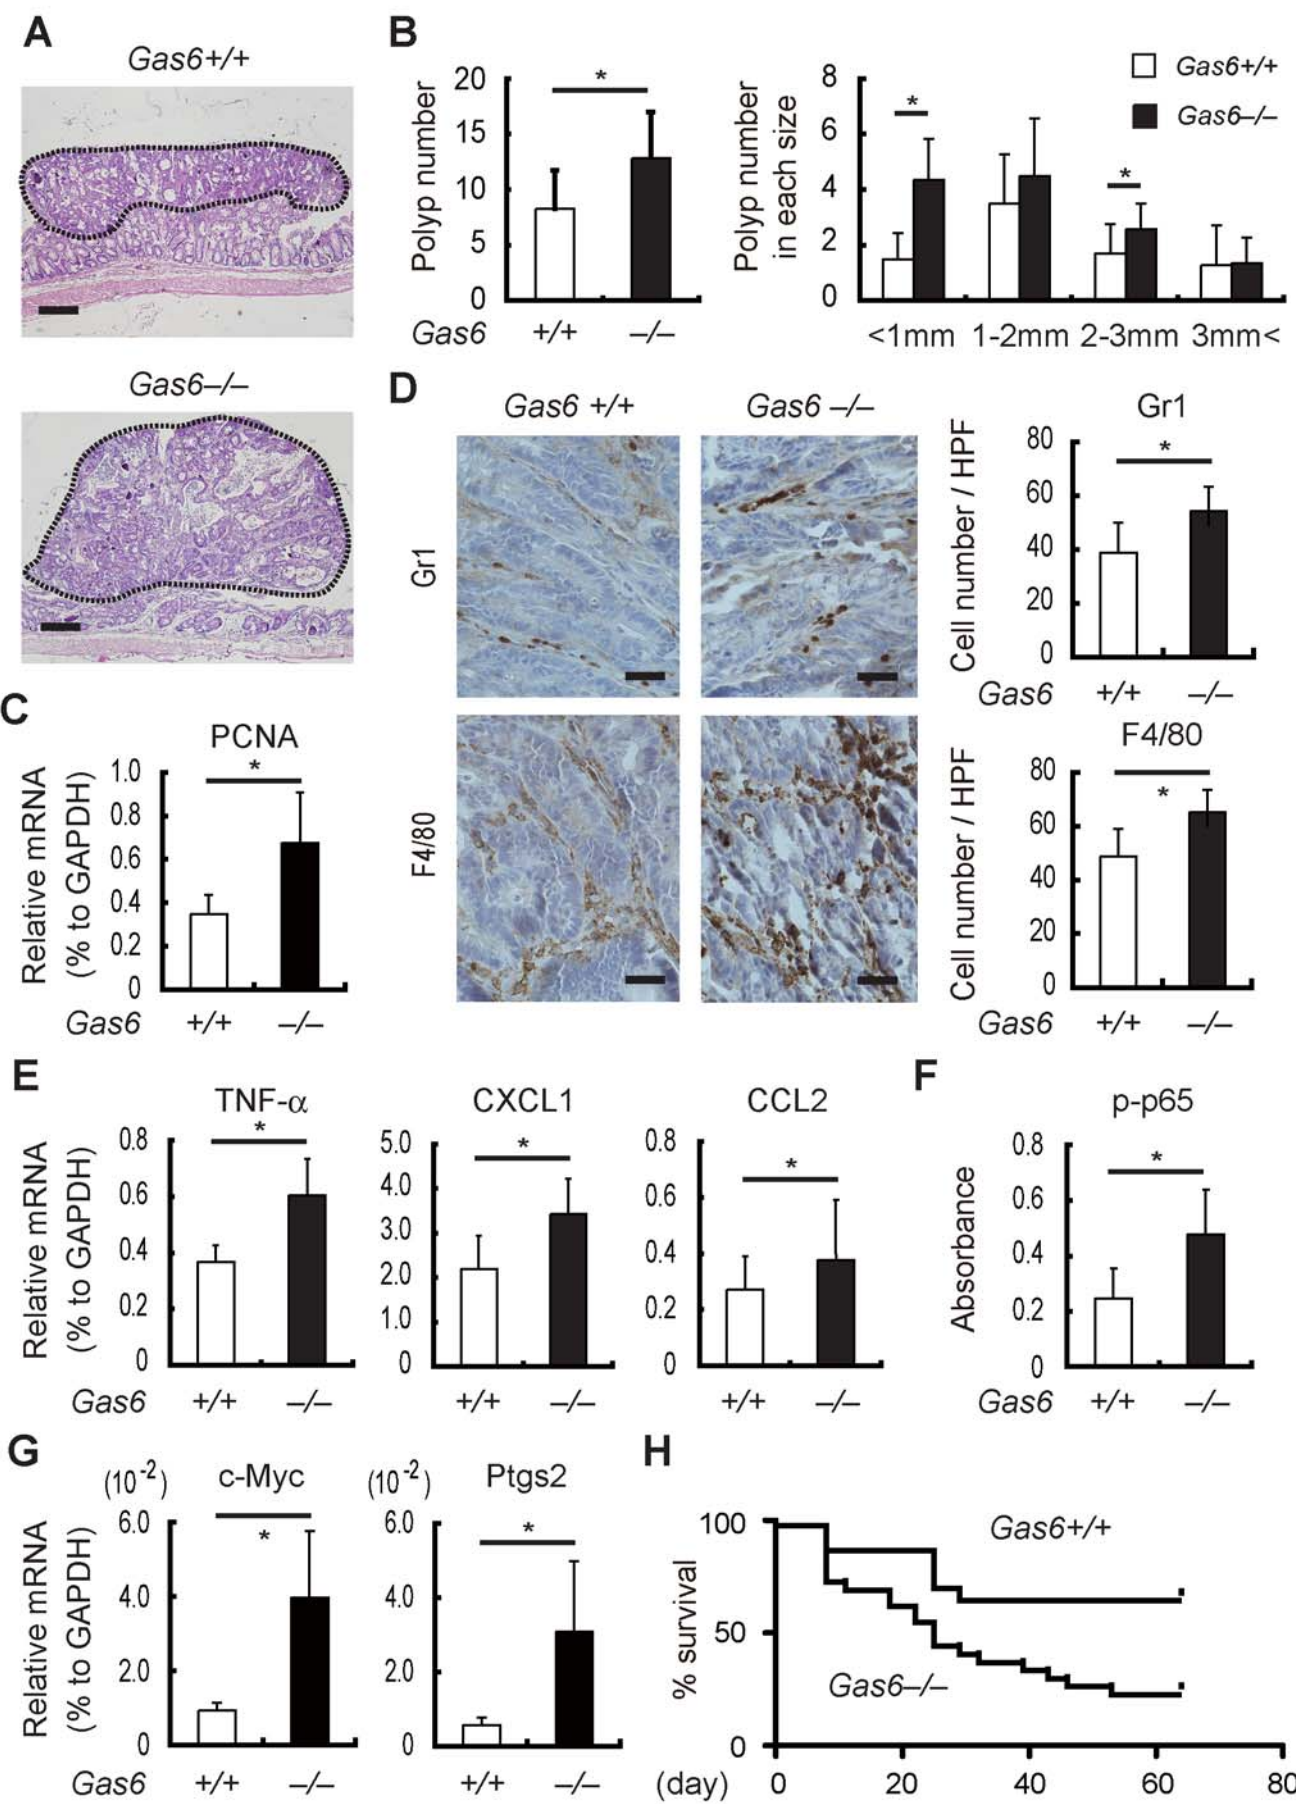 A
Gas6+/+
Gas6–/–
B
Polyp number
20
15
10
5
0
*
Gas6 +/+ –/–
Polyp number
in each size
8
6
4
2
0
*
*
<1mm 1-2mm 2-3mm 3mm<
Gas6+/+
Gas6–/–
C
PCNA
Relative mRNA
(% to GAPDH)
1.0
0.8
0.6
0.4
0.2
0
*
Gas6 +/+ –/–
D
Gas6 +/+ Gas6 –/–
Gr1
F4/80
Gr1
Cell number / HPF
80
60
40
20
0
*
Gas6 +/+ –/–
F4/80
Cell number / HPF
80
60
40
20
0
*
Gas6 +/+ –/–
E
TNF-α
Relative mRNA
(% to GAPDH)
0.8
0.6
0.4
0.2
0
*
Gas6 +/+ –/–
CXCL1
5.0
4.0
3.0
2.0
1.0
0
*
+/+ –/–
CCL2
0.8
0.6
0.4
0.2
0
*
+/+ –/–
F
p-p65
Absorbance
0.8
0.6
0.4
0.2
0
*
Gas6 +/+ –/–
G
(10-2) c-Myc
Relative mRNA
(% to GAPDH)
6.0
4.0
2.0
0
*
Gas6 +/+ –/–
(10-2) Ptgs2
6.0
4.0
2.0
0
*
+/+ –/–
H
% survival
100
50
0
Gas6+/+
Gas6–/–
(day) 0 20 40 60 80